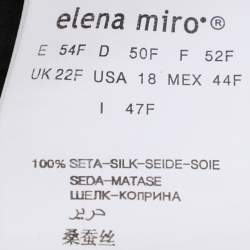 elena miro•®
E 54F D 50F F 52F
UK 22F USA 18 MEX 44F
I 47F
100% SETA-SILK-SEIDE-SOIE
SEDA-MATASE
ШЕЛК-КОПРИНА
حرير
桑蚕丝